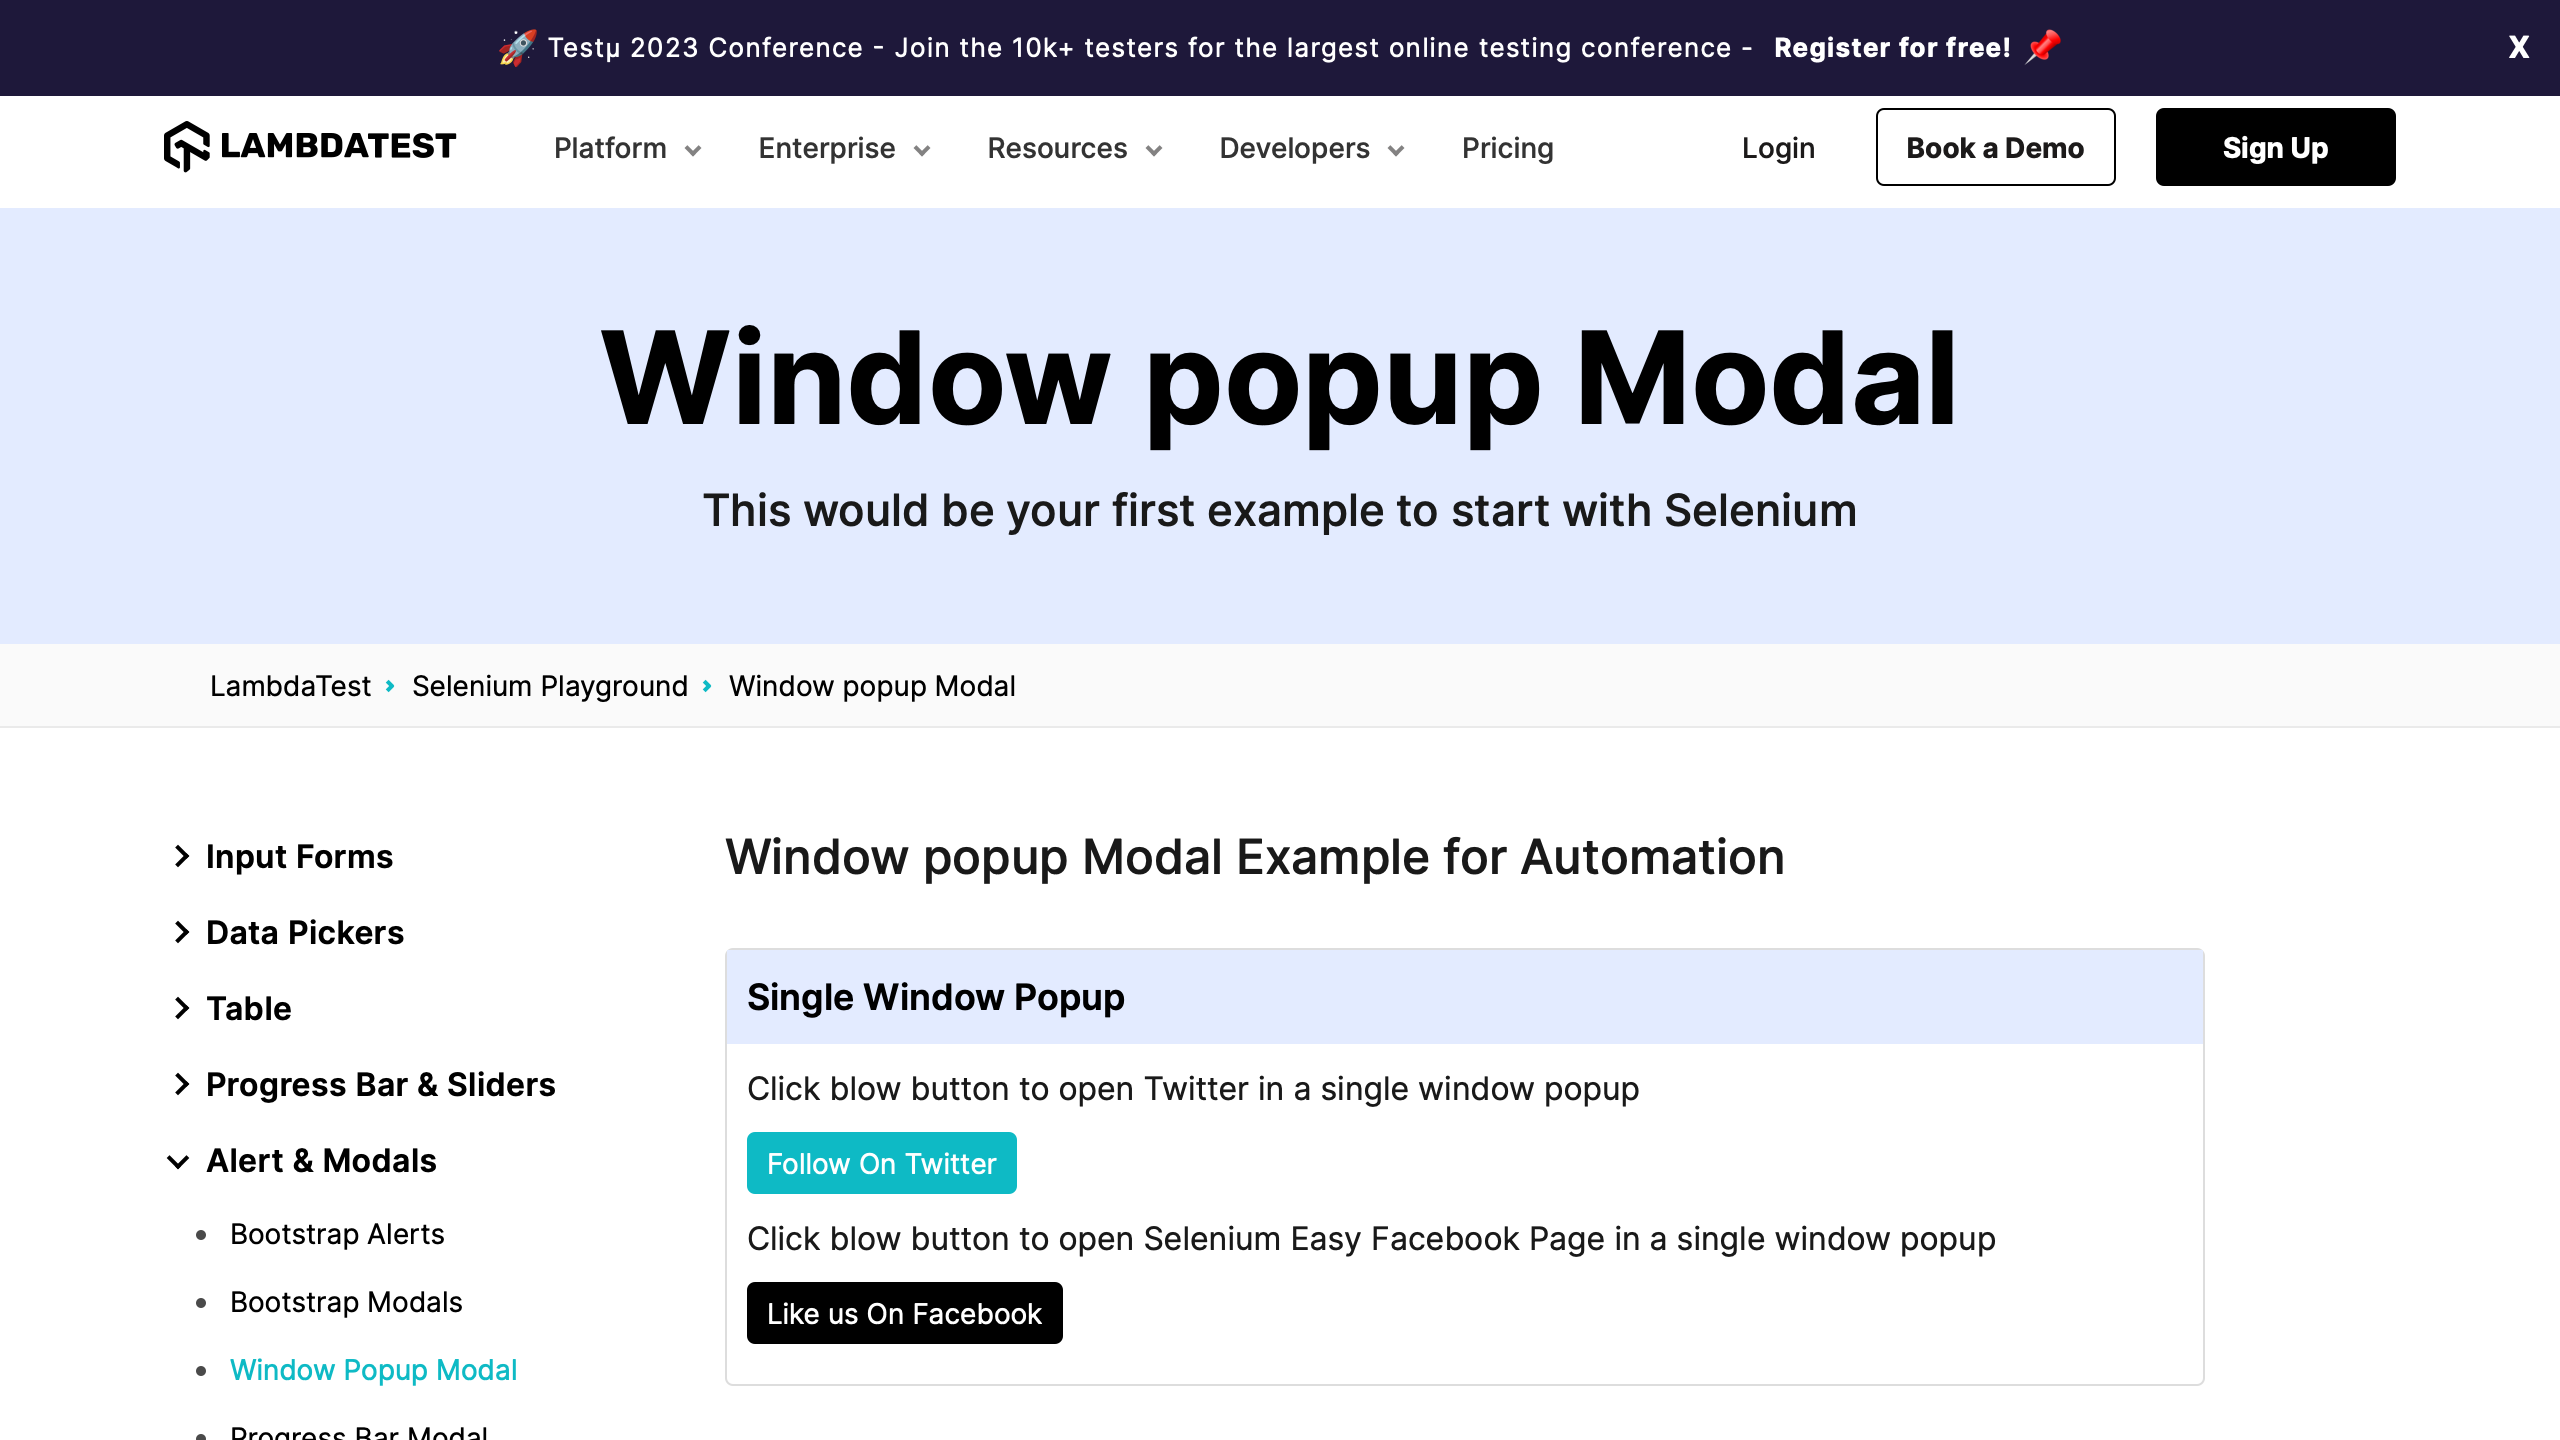 🚀 Testμ 2023 Conference - Join the 10k+ testers for the largest online testing conference - Register for free! 📌
X
LAMBDATEST
Platform
Enterprise
Resources
Developers
Pricing
Login
Book a Demo
Sign Up
Window popup Modal
This would be your first example to start with Selenium
LambdaTest › Selenium Playground › Window popup Modal
Input Forms
Data Pickers
Table
Progress Bar & Sliders
Alert & Modals
Bootstrap Alerts
Bootstrap Modals
Window Popup Modal
Progress Bar Modal
Window popup Modal Example for Automation
Single Window Popup
Click blow button to open Twitter in a single window popup
Follow On Twitter
Click blow button to open Selenium Easy Facebook Page in a single window popup
Like us On Facebook